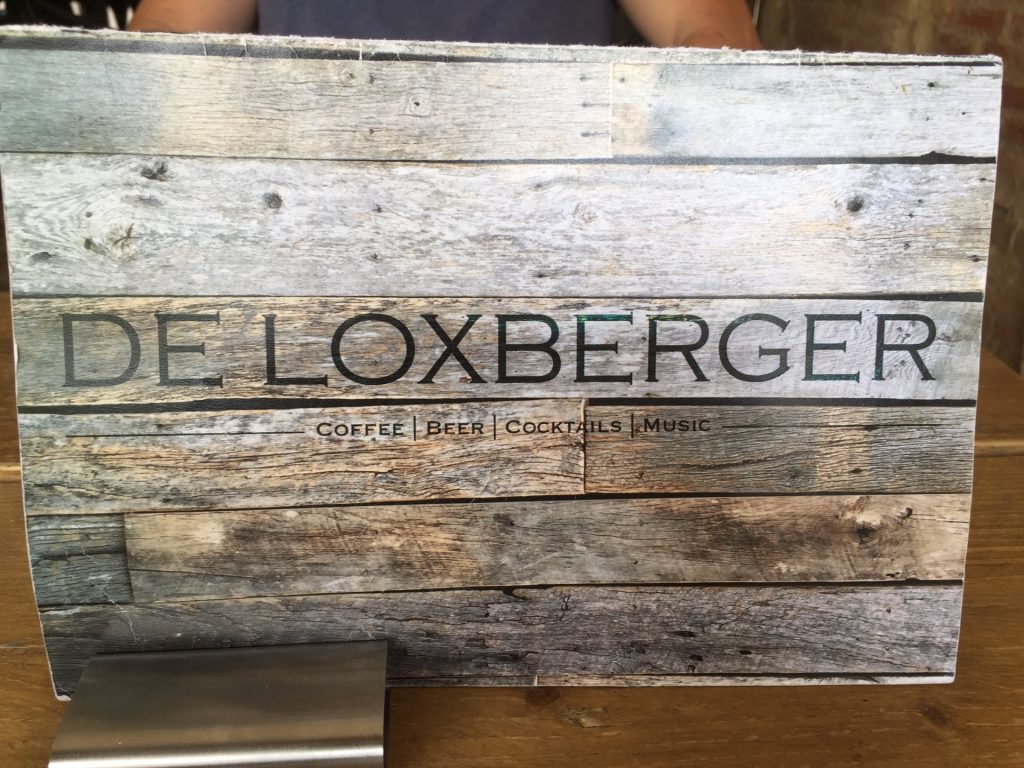 DE LOXBERGER
COFFEE | BEER | COCKTAILS | MUSIC